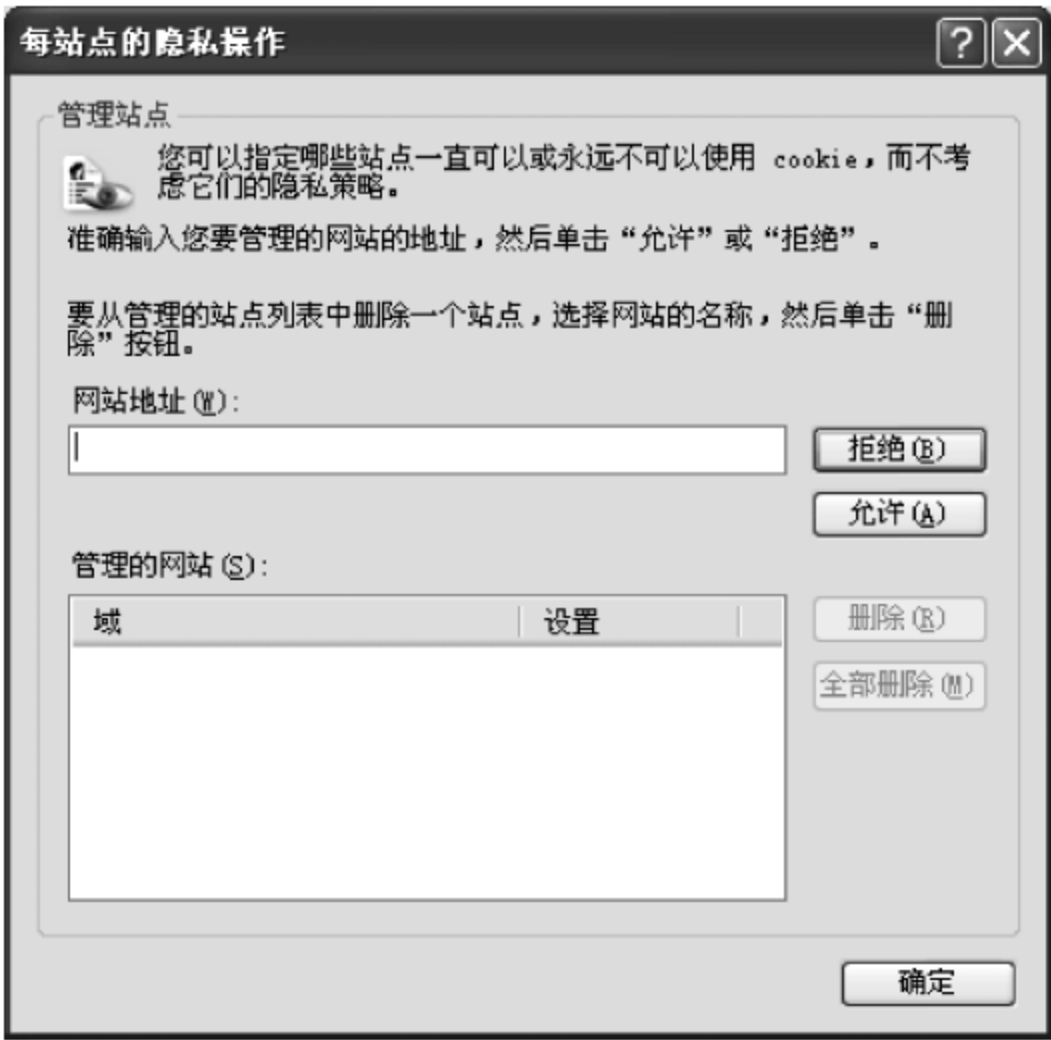 每站点的隐私操作
管理站点
您可以指定哪些站点一直可以或永远不可以使用 cookie，而不考
虑它们的隐私策略。
准确输入您要管理的网站的地址，然后单击“允许”或“拒绝”。
要从管理的站点列表中删除一个站点，选择网站的名称，然后单击“删
除”按钮。
网站地址(W):
拒绝(B)
允许(A)
管理的网站(S):
域 设置
删除(R)
全部删除(M)
确定